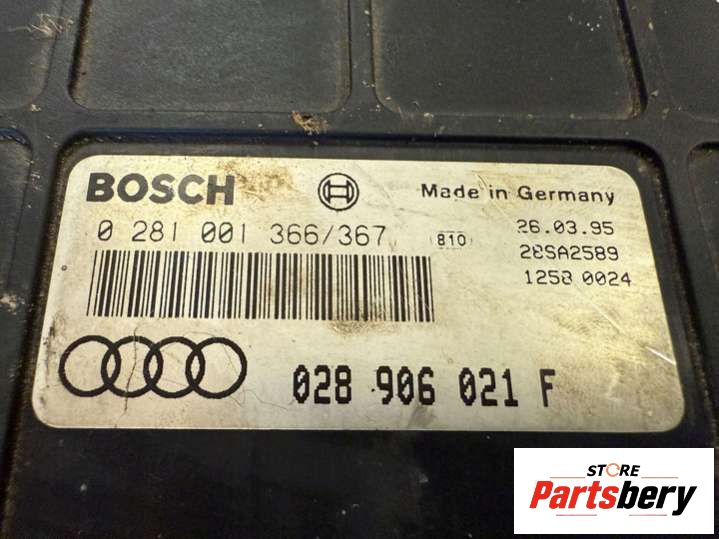 BOSCH
Made in Germany
0 281 001 366/367
810
26.03.95
28SA2589
1258 0024
028 906 021 F
STORE
Partsbery